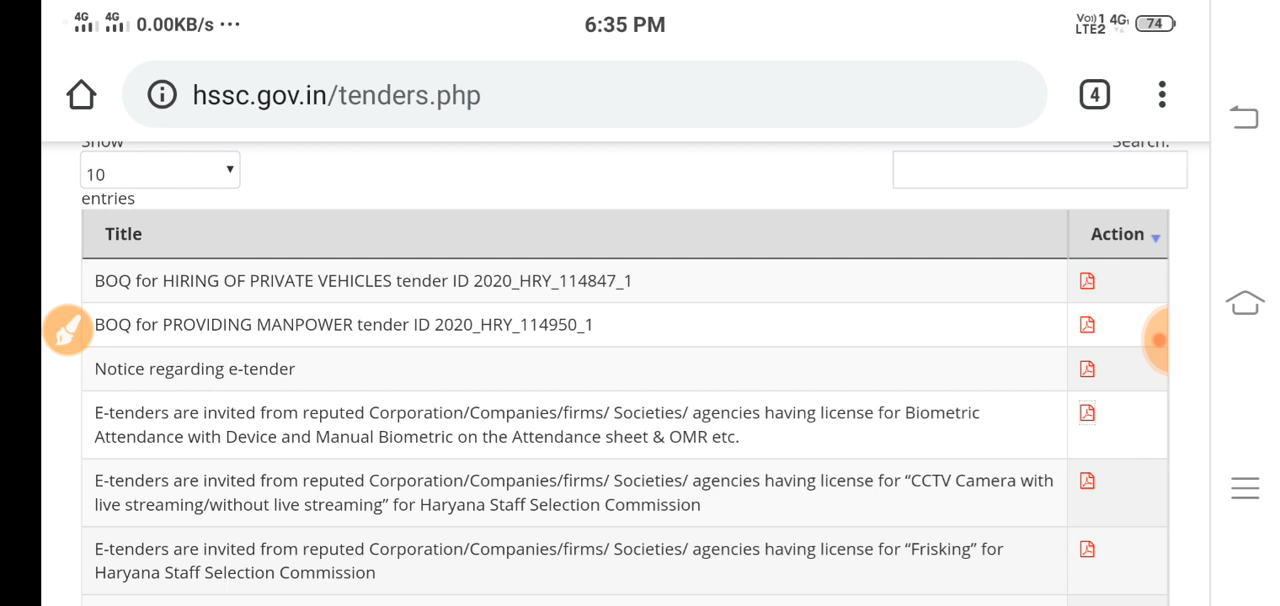 4G 4G 0.00KB/s ...
6:35 PM
Vo)) 1 4G
LTE2
74
hssc.gov.in/tenders.php
4
Show
Search:
10
entries
Title
Action
BOQ for HIRING OF PRIVATE VEHICLES tender ID 2020_HRY_114847_1
BOQ for PROVIDING MANPOWER tender ID 2020_HRY_114950_1
Notice regarding e-tender
E-tenders are invited from reputed Corporation/Companies/firms/ Societies/ agencies having license for Biometric
Attendance with Device and Manual Biometric on the Attendance sheet & OMR etc.
E-tenders are invited from reputed Corporation/Companies/firms/ Societies/ agencies having license for “CCTV Camera with
live streaming/without live streaming” for Haryana Staff Selection Commission
E-tenders are invited from reputed Corporation/Companies/firms/ Societies/ agencies having license for “Frisking” for
Haryana Staff Selection Commission